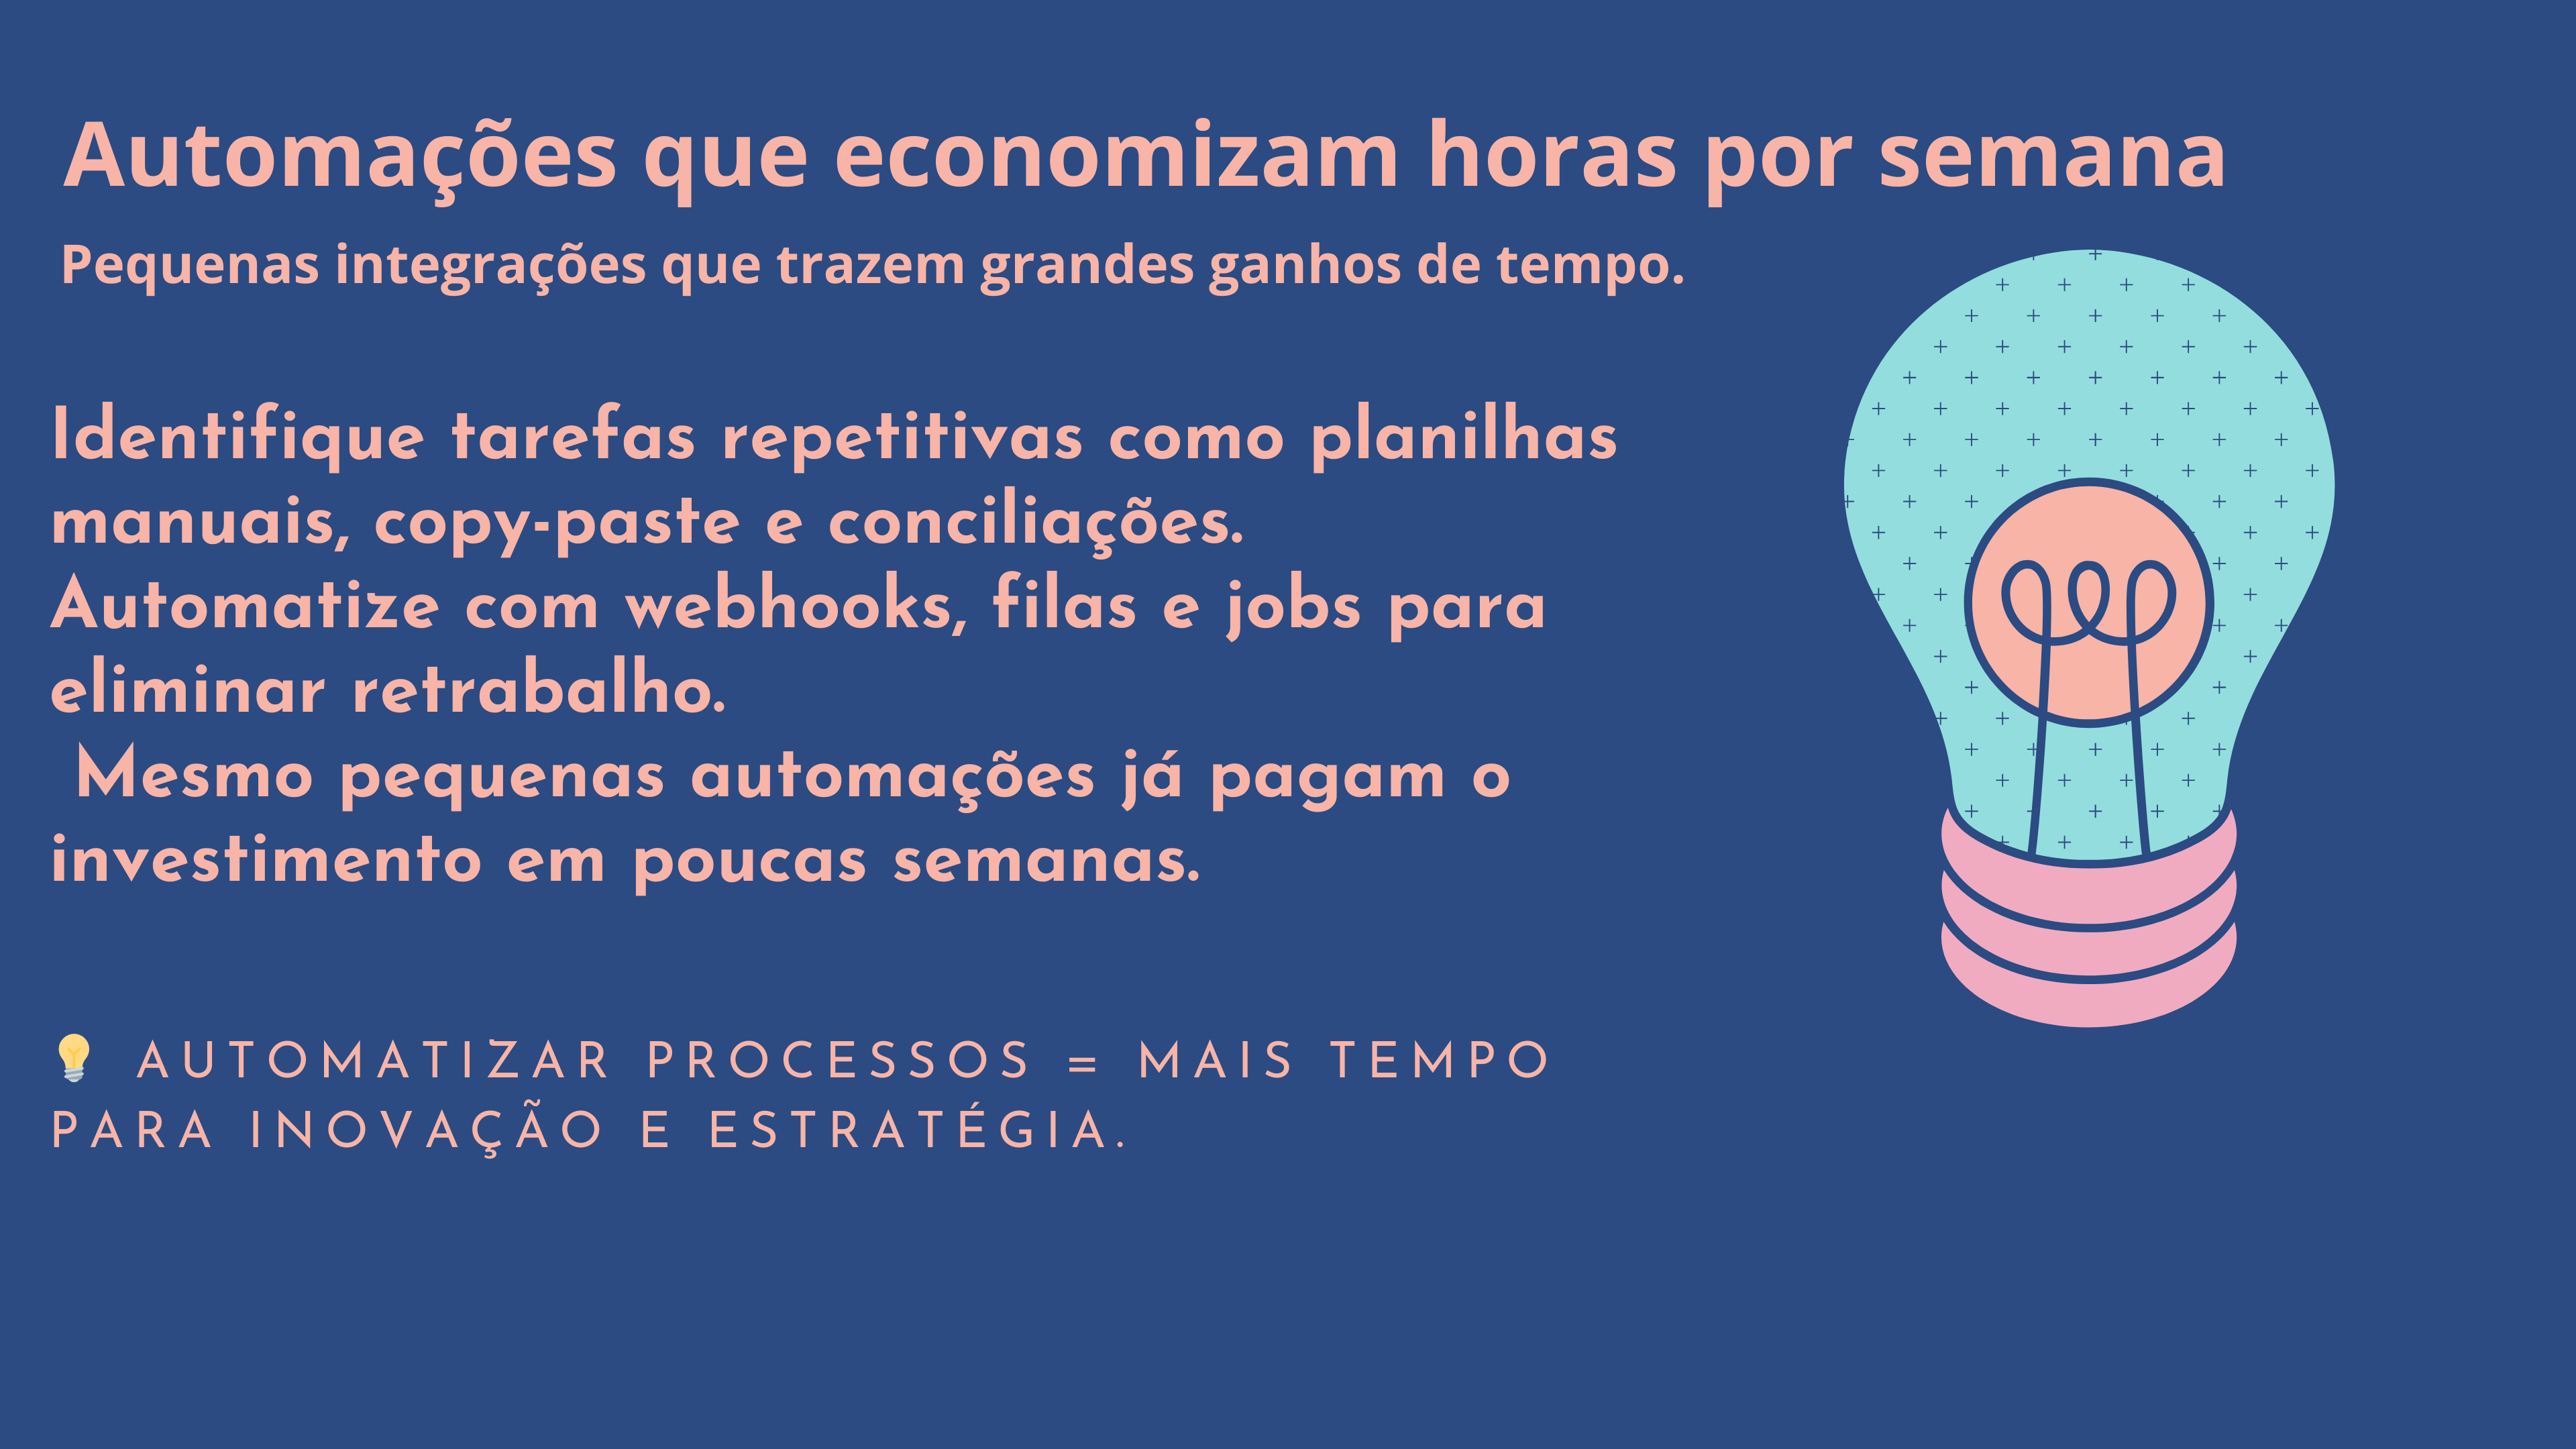 Automações que economizam horas por semana
Pequenas integrações que trazem grandes ganhos de tempo.
Identifique tarefas repetitivas como planilhas
manuais, copy-paste e conciliações.
Automatize com webhooks, filas e jobs para
eliminar retrabalho.
Mesmo pequenas automações já pagam o
investimento em poucas semanas.
💡 AUTOMATIZAR PROCESSOS = MAIS TEMPO
PARA INOVAÇÃO E ESTRATÉGIA.